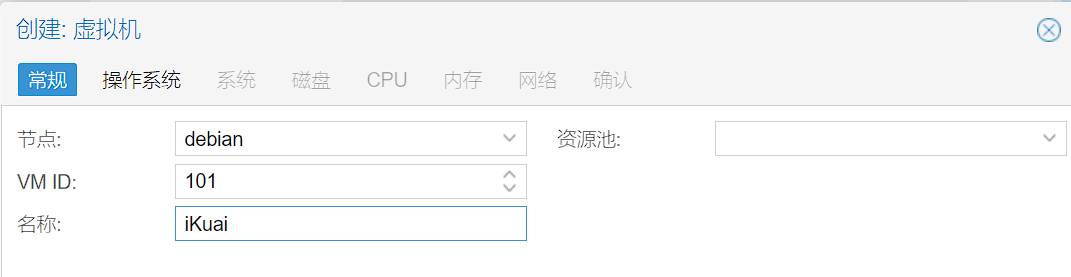 创建: 虚拟机
常规 操作系统 系统 磁盘 CPU 内存 网络 确认
节点: debian 资源池:
VM ID: 101
名称: iKuai